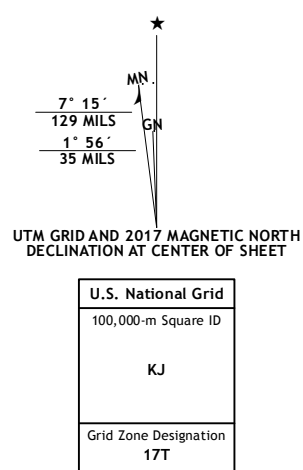 ★
MN
GN
7° 15´
129 MILS
1° 56´
35 MILS
UTM GRID AND 2017 MAGNETIC NORTH
DECLINATION AT CENTER OF SHEET
U.S. National Grid
100,000-m Square ID
KJ
Grid Zone Designation
17T